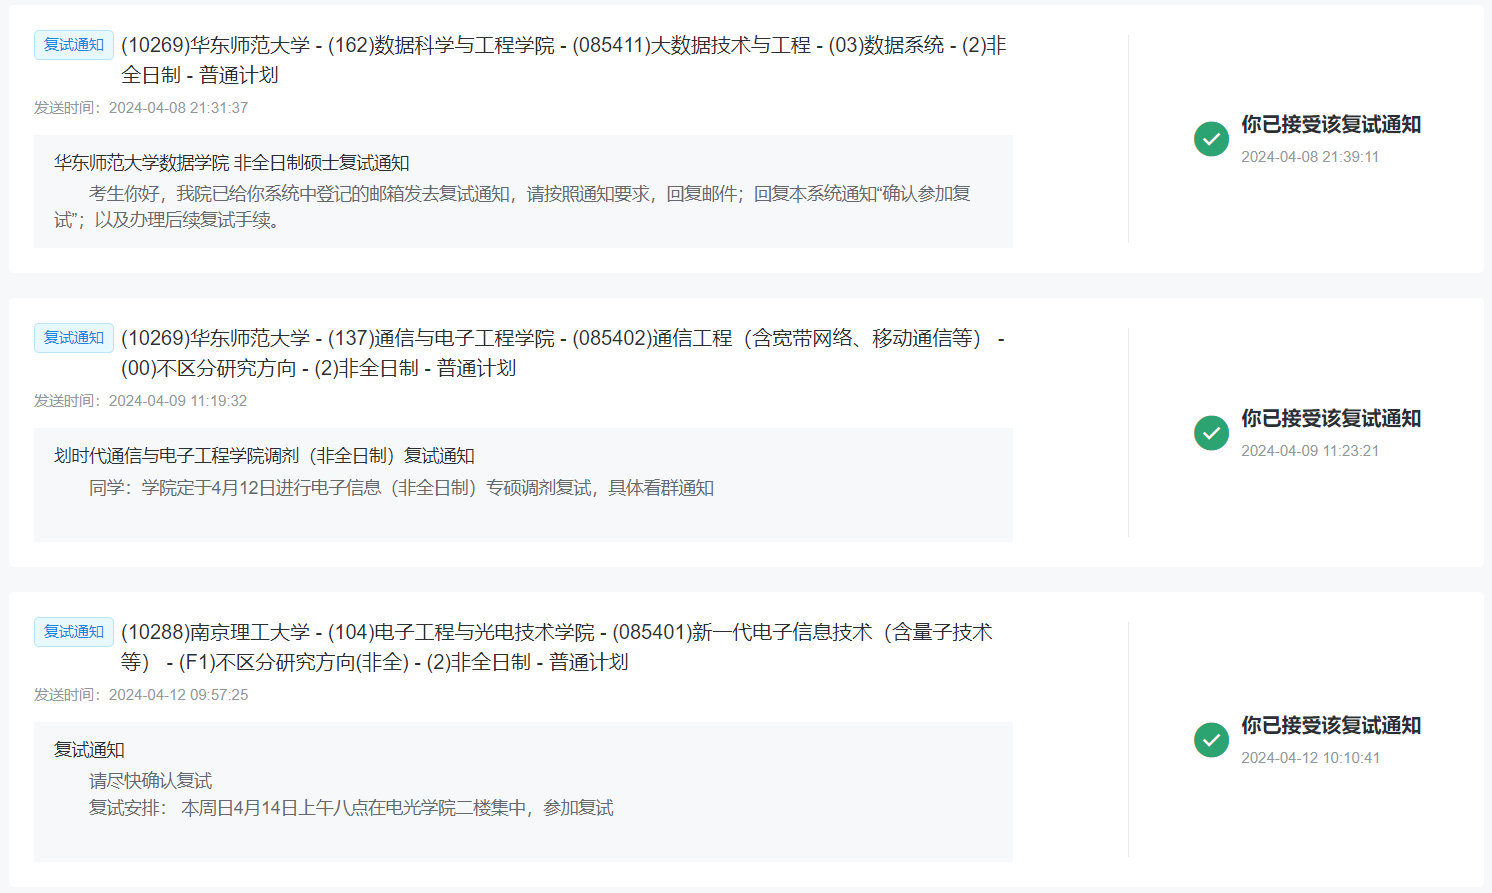 复试通知 (10269)华东师范大学 - (162)数据科学与工程学院 - (085411)大数据技术与工程 - (03)数据系统 - (2)非
全日制 - 普通计划
发送时间：2024-04-08 21:31:37
华东师范大学数据学院 非全日制硕士复试通知
考生你好，我院已给你系统中登记的邮箱发去复试通知，请按照通知要求，回复邮件；回复本系统通知“确认参加复
试”；以及办理后续复试手续。
你已接受该复试通知
2024-04-08 21:39:11
复试通知 (10269)华东师范大学 - (137)通信与电子工程学院 - (085402)通信工程（含宽带网络、移动通信等） -
(00)不区分研究方向 - (2)非全日制 - 普通计划
发送时间：2024-04-09 11:19:32
划时代通信与电子工程学院调剂（非全日制）复试通知
同学：学院定于4月12日进行电子信息（非全日制）专硕调剂复试，具体看群通知
你已接受该复试通知
2024-04-09 11:23:21
复试通知 (10288)南京理工大学 - (104)电子工程与光电技术学院 - (085401)新一代电子信息技术（含量子技术
等） - (F1)不区分研究方向(非全) - (2)非全日制 - 普通计划
发送时间：2024-04-12 09:57:25
复试通知
请尽快确认复试
复试安排： 本周日4月14日上午八点在电光学院二楼集中，参加复试
你已接受该复试通知
2024-04-12 10:10:41